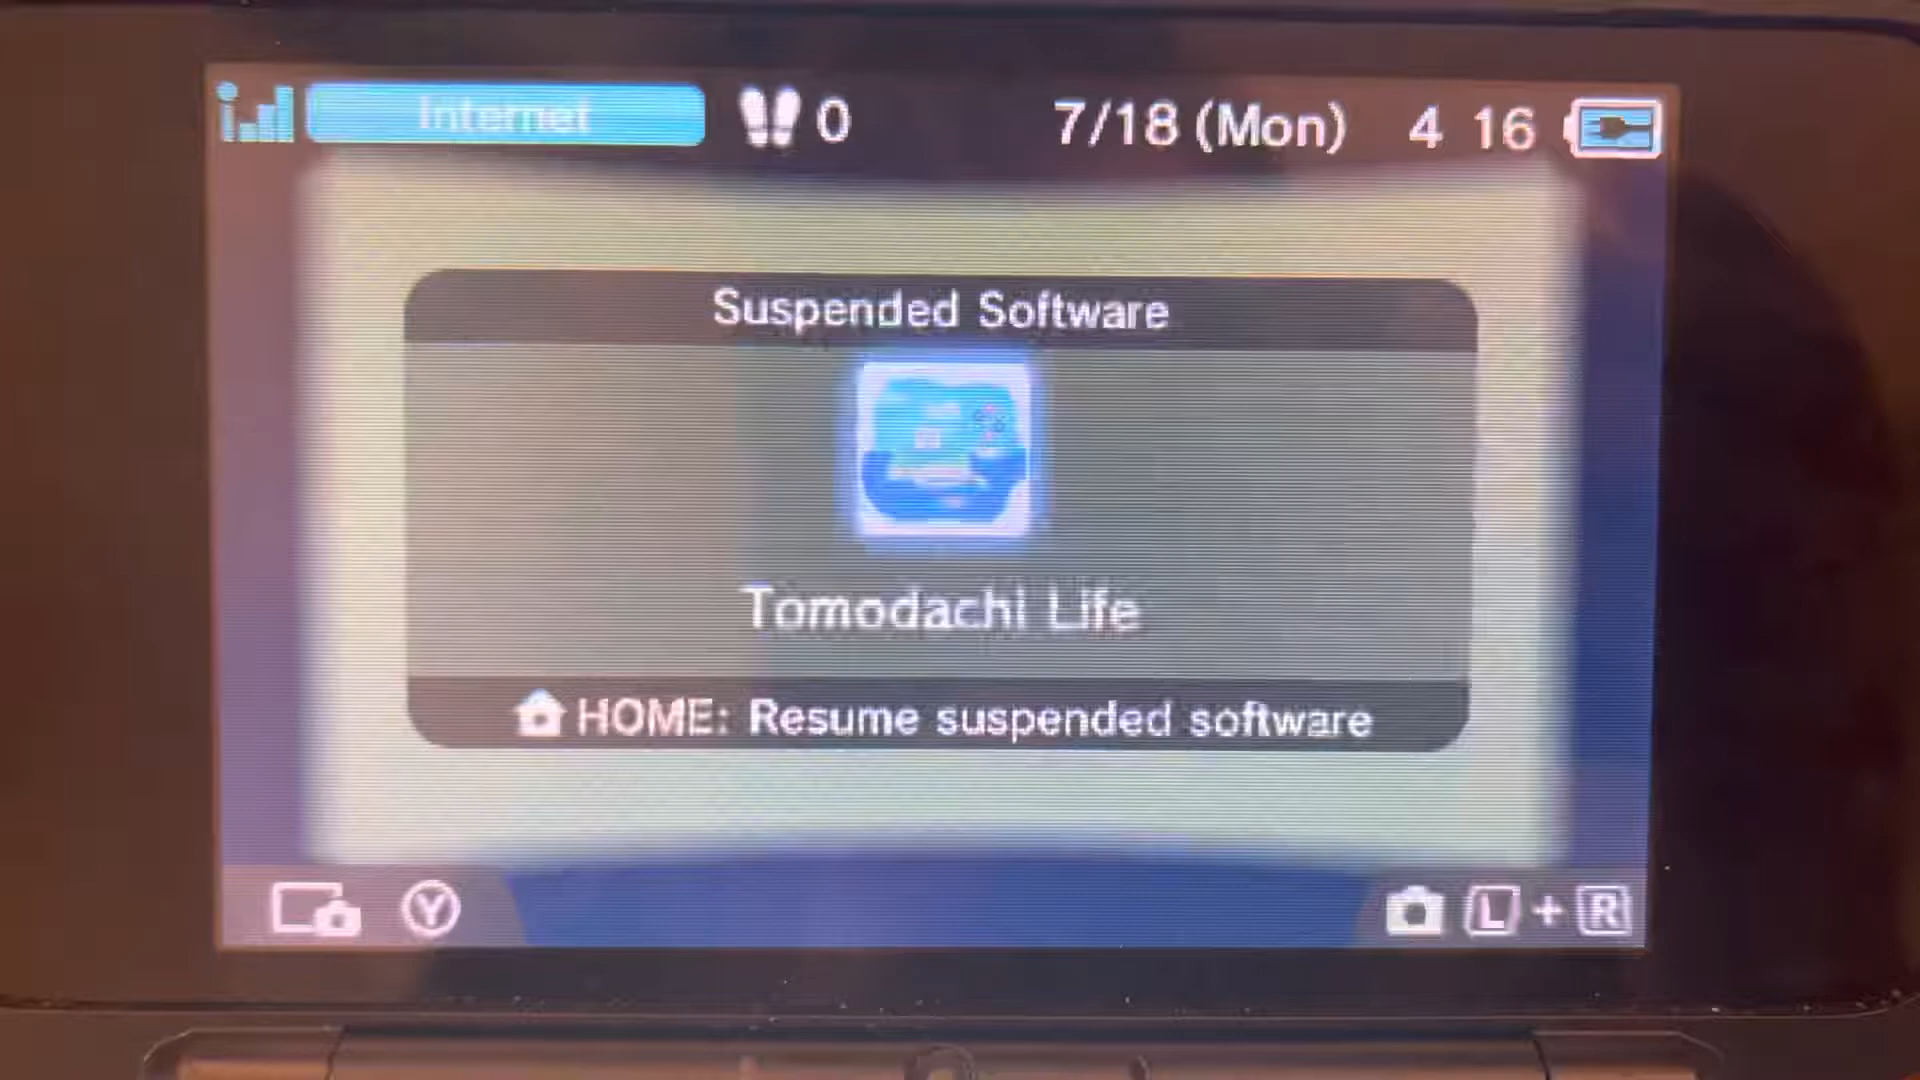 Internet 0 7/18 (Mon) 4 16
Suspended Software
Tomodachi Life
HOME: Resume suspended software
Y L + R